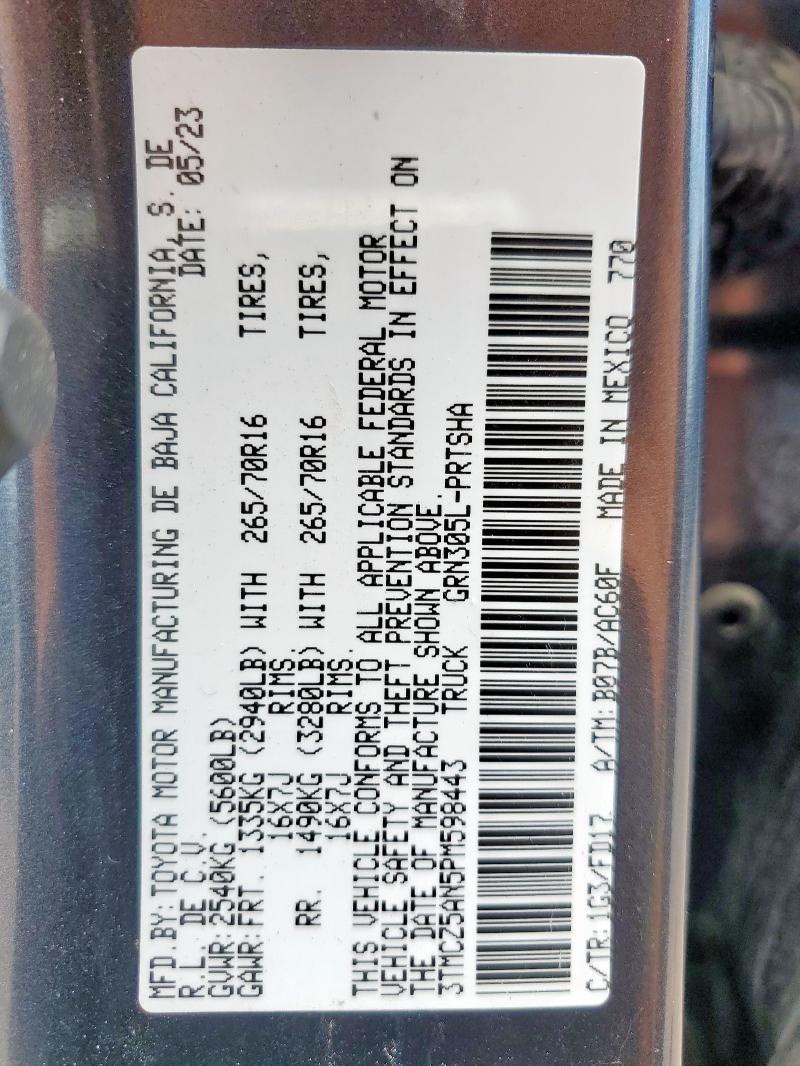 MFD.BY:TOYOTA MOTOR MANUFACTURING DE BAJA CALIFORNIA,S. DE
R.L. DE C.V. DATE: 05/23
GVWR:2540KG (5600LB)
GAWR:FRT. 1335KG (2940LB) WITH 265/70R16 TIRES,
16X7J RIMS.
RR. 1490KG (3280LB) WITH 265/70R16 TIRES,
16X7J RIMS.
THIS VEHICLE CONFORMS TO ALL APPLICABLE FEDERAL MOTOR
VEHICLE SAFETY AND THEFT PREVENTION STANDARDS IN EFFECT ON
THE DATE OF MANUFACTURE SHOWN ABOVE.
3TMCZ5AN5PM598443 TRUCK GRN305L-PRTSHA
C/TR:1G3/FD17 A/TM:B07B/AC60F MADE IN MEXICO 770